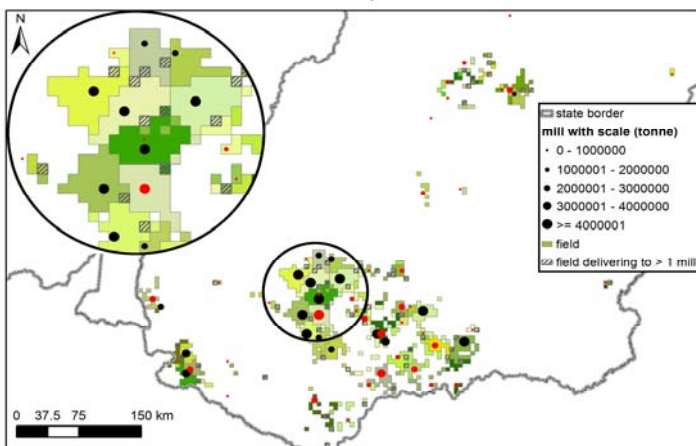 N
state border
mill with scale (tonne)
0 - 1000000
1000001 - 2000000
2000001 - 3000000
3000001 - 4000000
>= 4000001
field
field delivering to > 1 mill
0 37.5 75 150 km